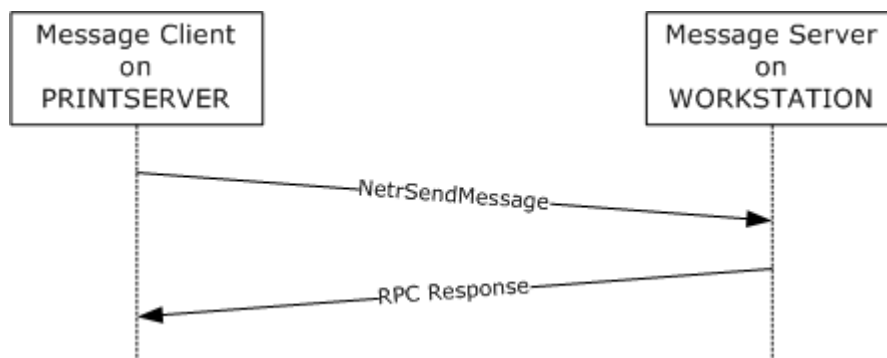 Message Client
on
PRINTSERVER
Message Server
on
WORKSTATION
NetrSendMessage
RPC Response